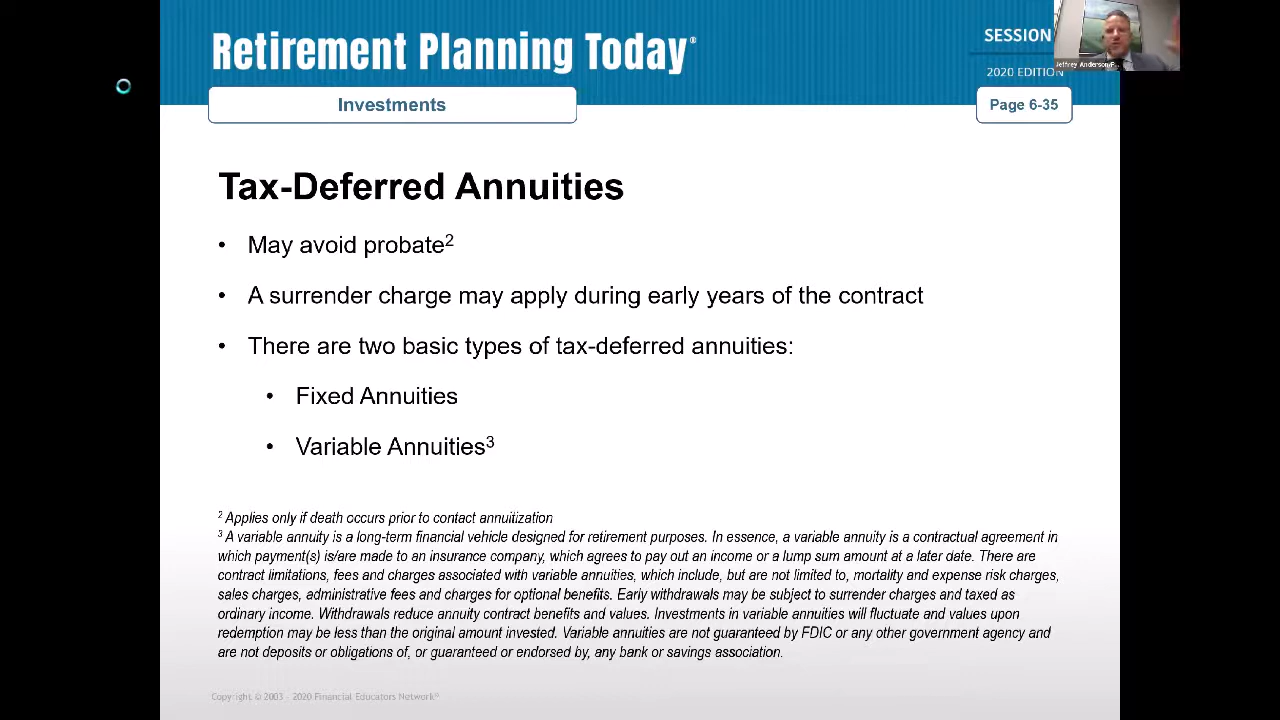 Retirement Planning Today®
SESSION
Jeffrey Anderson/P...
2020 EDITION
Investments
Page 6-35
Tax-Deferred Annuities
• May avoid probate2
• A surrender charge may apply during early years of the contract
• There are two basic types of tax-deferred annuities:
• Fixed Annuities
• Variable Annuities3
2 Applies only if death occurs prior to contact annuitization
3 A variable annuity is a long-term financial vehicle designed for retirement purposes. In essence, a variable annuity is a contractual agreement in
which payment(s) is/are made to an insurance company, which agrees to pay out an income or a lump sum amount at a later date. There are
contract limitations, fees and charges associated with variable annuities, which include, but are not limited to, mortality and expense risk charges,
sales charges, administrative fees and charges for optional benefits. Early withdrawals may be subject to surrender charges and taxed as
ordinary income. Withdrawals reduce annuity contract benefits and values. Investments in variable annuities will fluctuate and values upon
redemption may be less than the original amount invested. Variable annuities are not guaranteed by FDIC or any other government agency and
are not deposits or obligations of, or guaranteed or endorsed by, any bank or savings association.
Copyright © 2003 - 2020 Financial Educators Network®